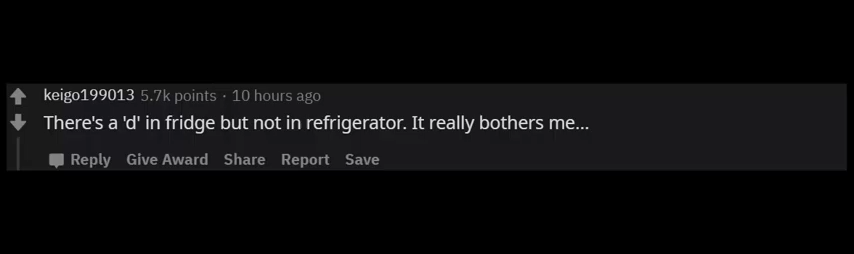 keigo199013 5.7k points · 10 hours ago
There's a 'd' in fridge but not in refrigerator. It really bothers me...
Reply Give Award Share Report Save